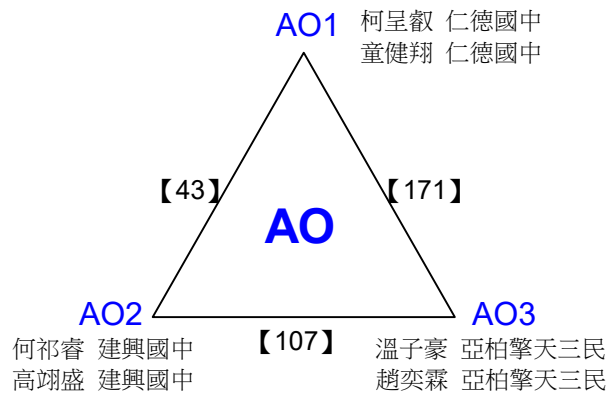 AO1
柯呈叡 仁德國中
童健翔 仁德國中
【43】
【171】
AO
AO2
AO3
【107】
何祁睿 建興國中
高翊盛 建興國中
溫子豪 亞柏擎天三民
趙奕霖 亞柏擎天三民